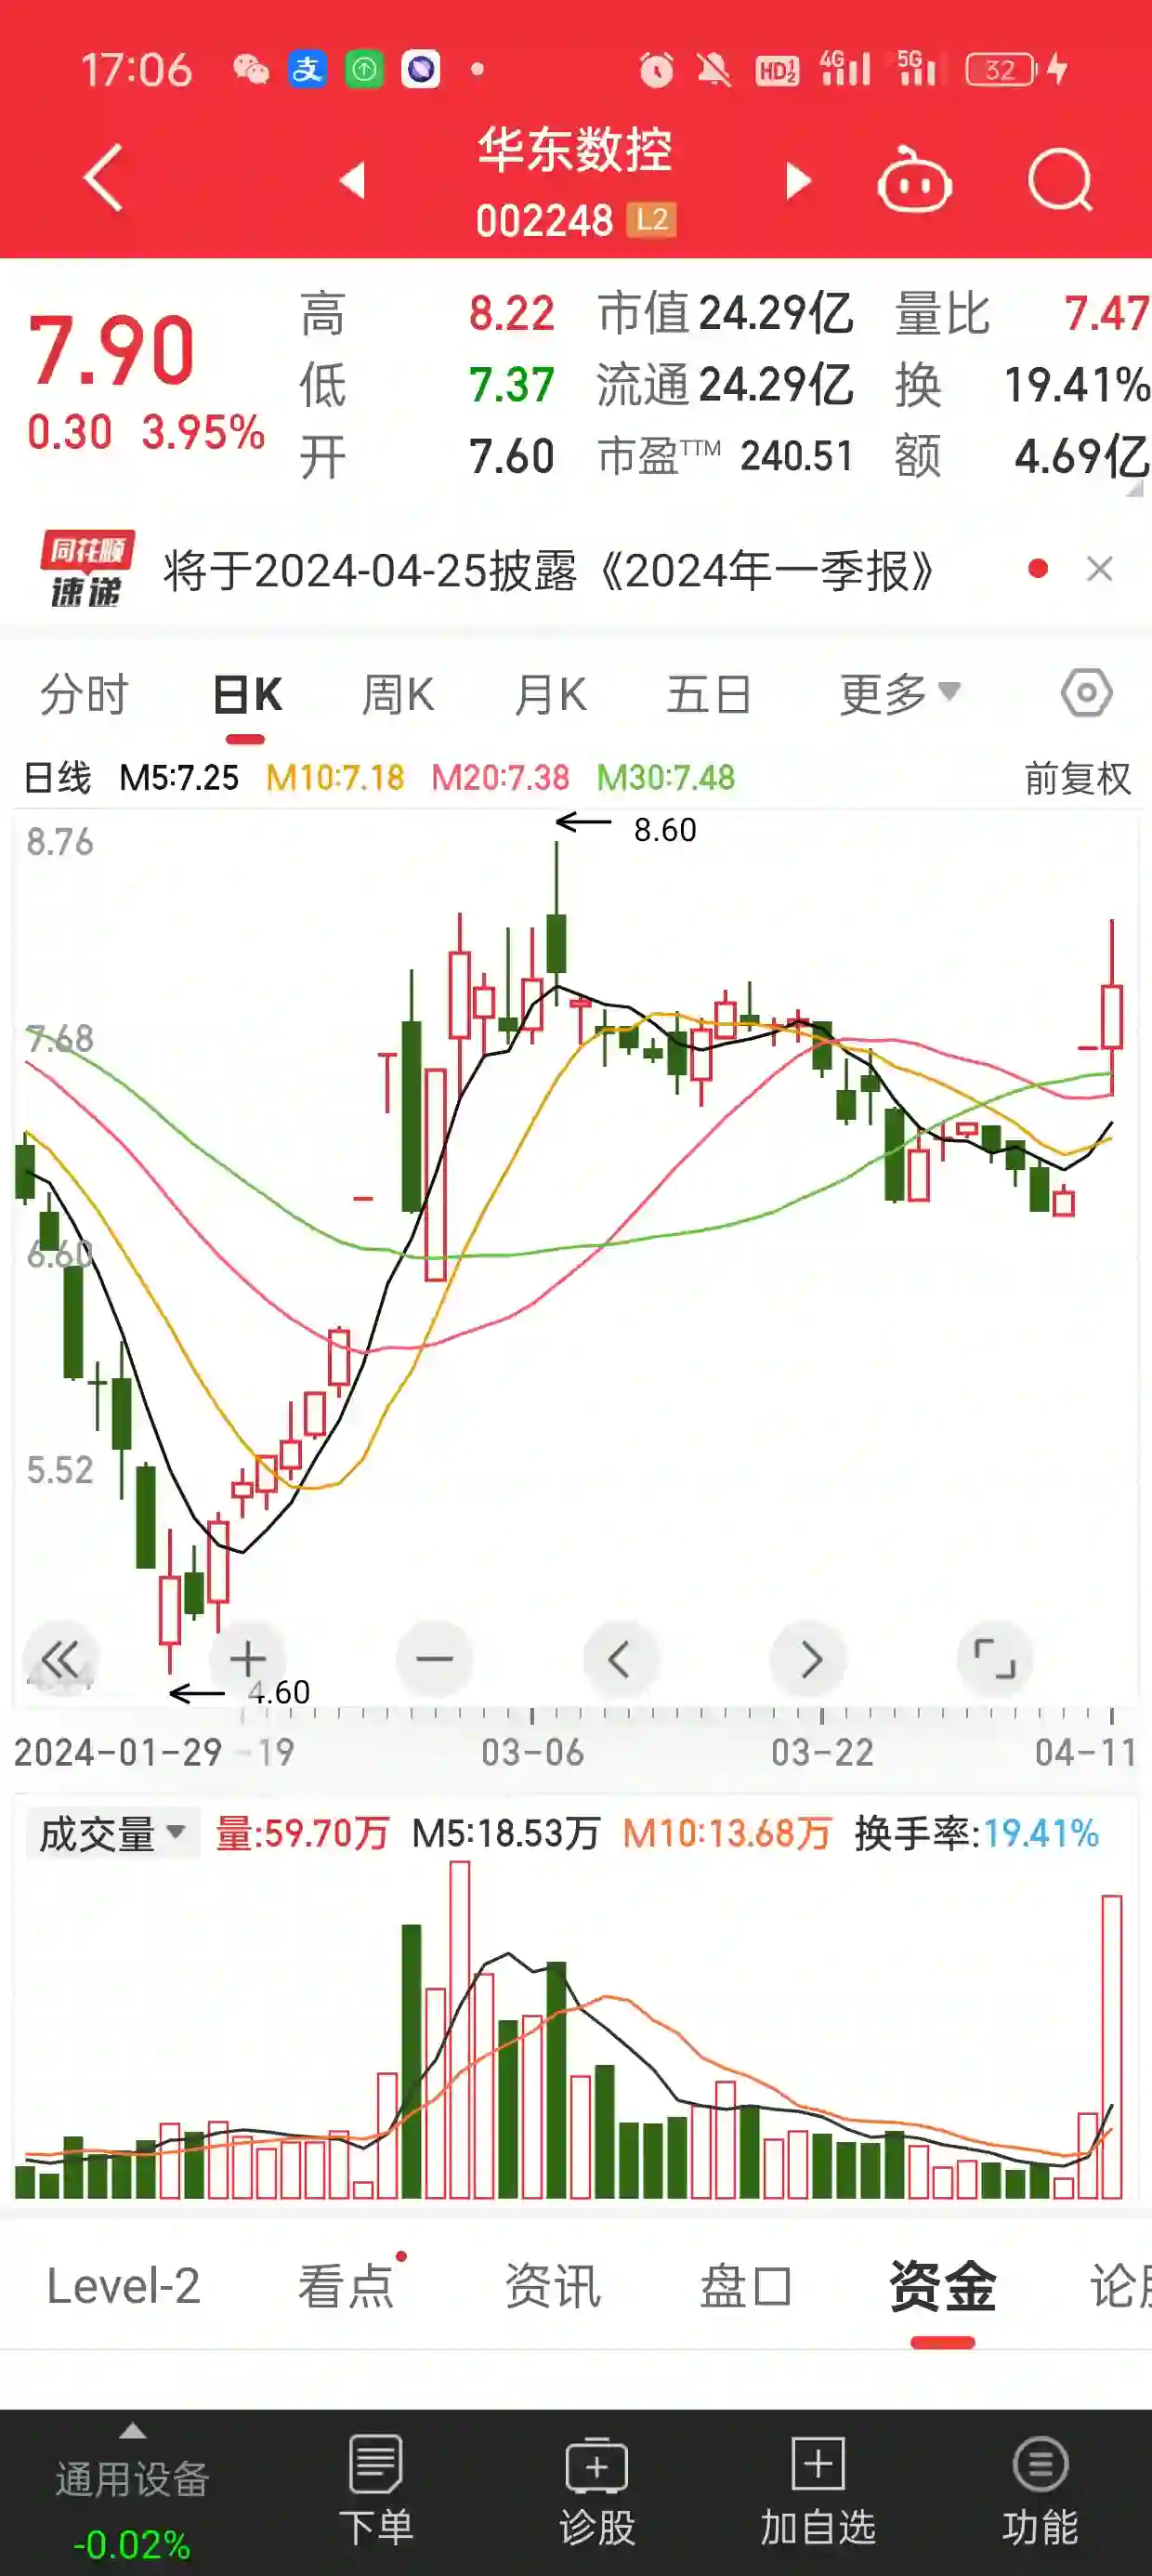 17:06 支 HD1 2 4G 5G 32
华东数控
002248 L2
7.90
0.30 3.95%
高 8.22 市值 24.29亿 量比 7.47
低 7.37 流通 24.29亿 换 19.41%
开 7.60 市盈TTM 240.51 额 4.69亿
同花顺
速递
将于2024-04-25披露《2024年一季报》
分时 日K 周K 月K 五日 更多
日线 M5:7.25 M10:7.18 M20:7.38 M30:7.48 前复权
8.60
8.76
7.68
6.60
5.52
4.60
2024-01-29 -19 03-06 03-22 04-11
成交量 量:59.70万 M5:18.53万 M10:13.68万 换手率:19.41%
Level-2 看点 资讯 盘口 资金
通用设备
-0.02%
下单 诊股 加自选 功能